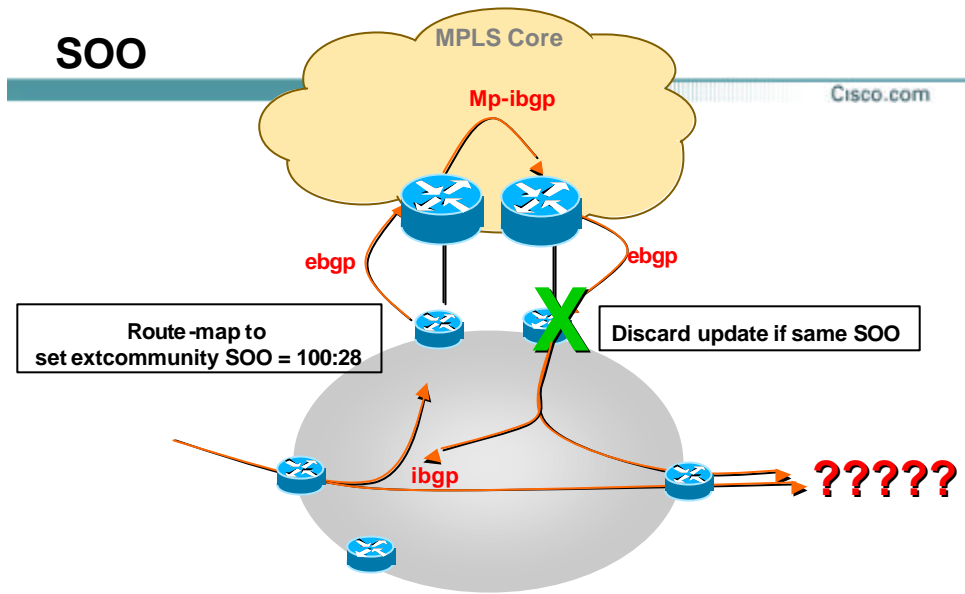 SOO
MPLS Core
Cisco.com
Mp-ibgp
ebgp
ebgp
Route-map to
set extcommunity SOO = 100:28
Discard update if same SOO
ibgp
?????
X